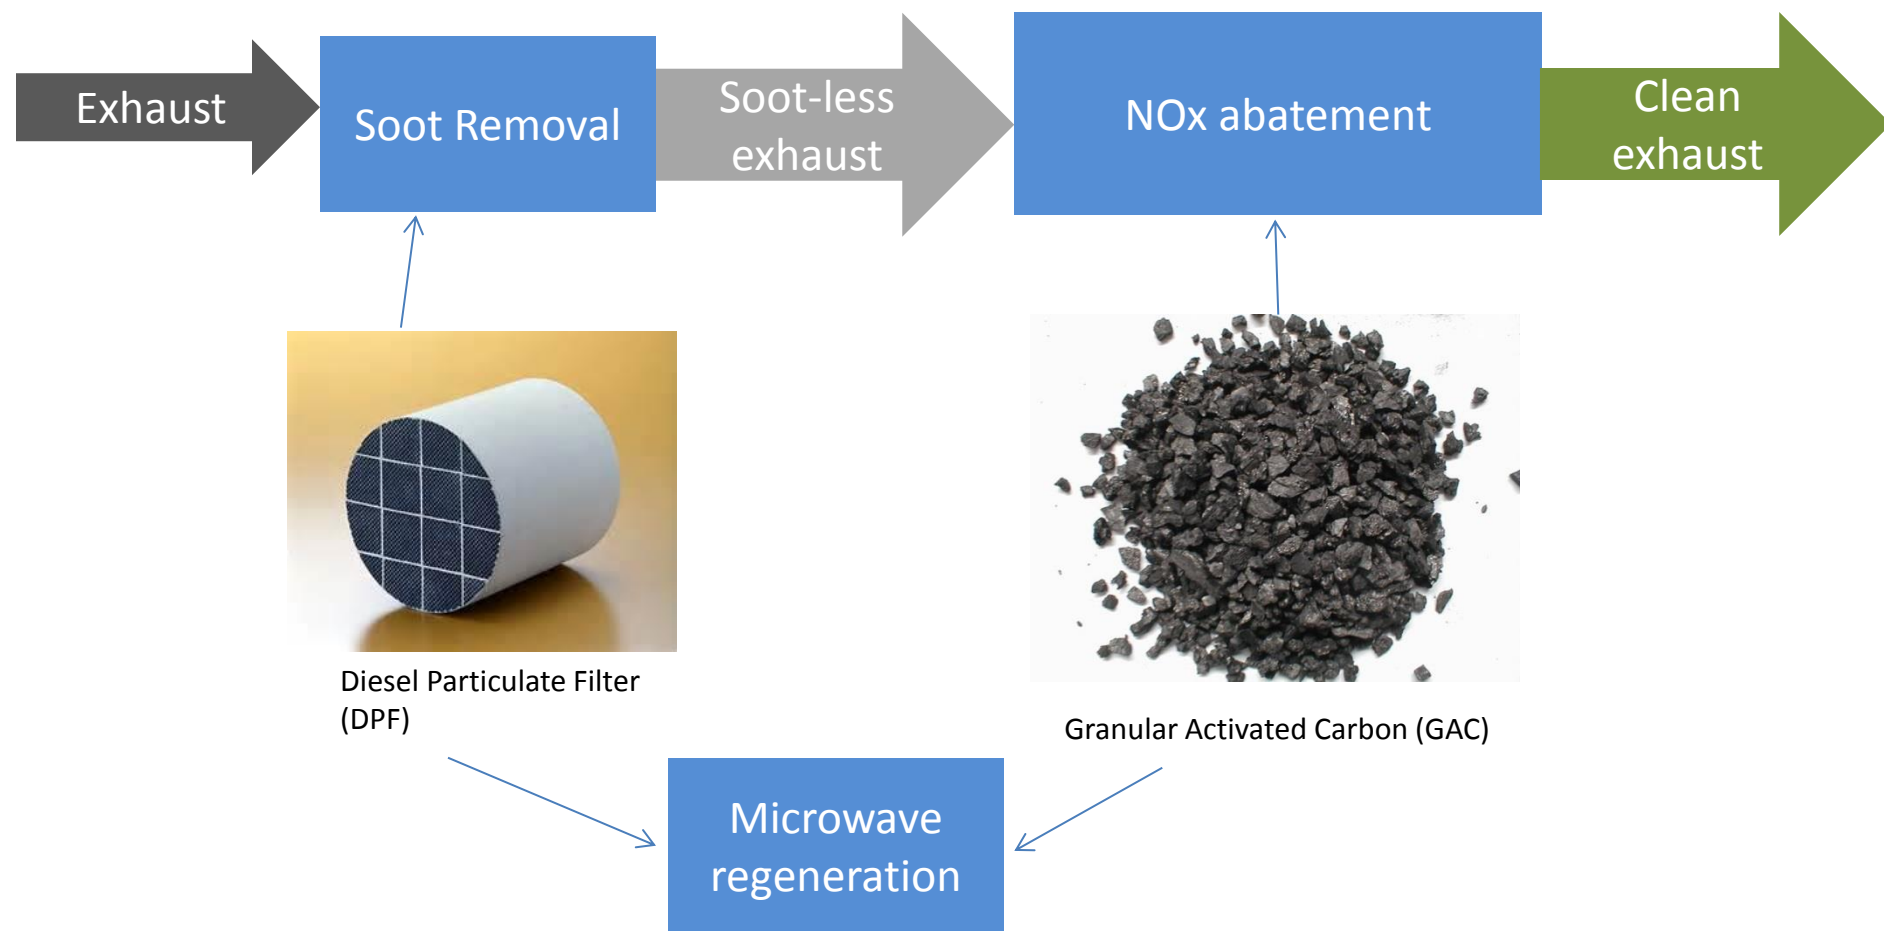 Exhaust
Soot Removal
Soot-less
exhaust
NOx abatement
Clean
exhaust
Diesel Particulate Filter
(DPF)
Granular Activated Carbon (GAC)
Microwave
regeneration